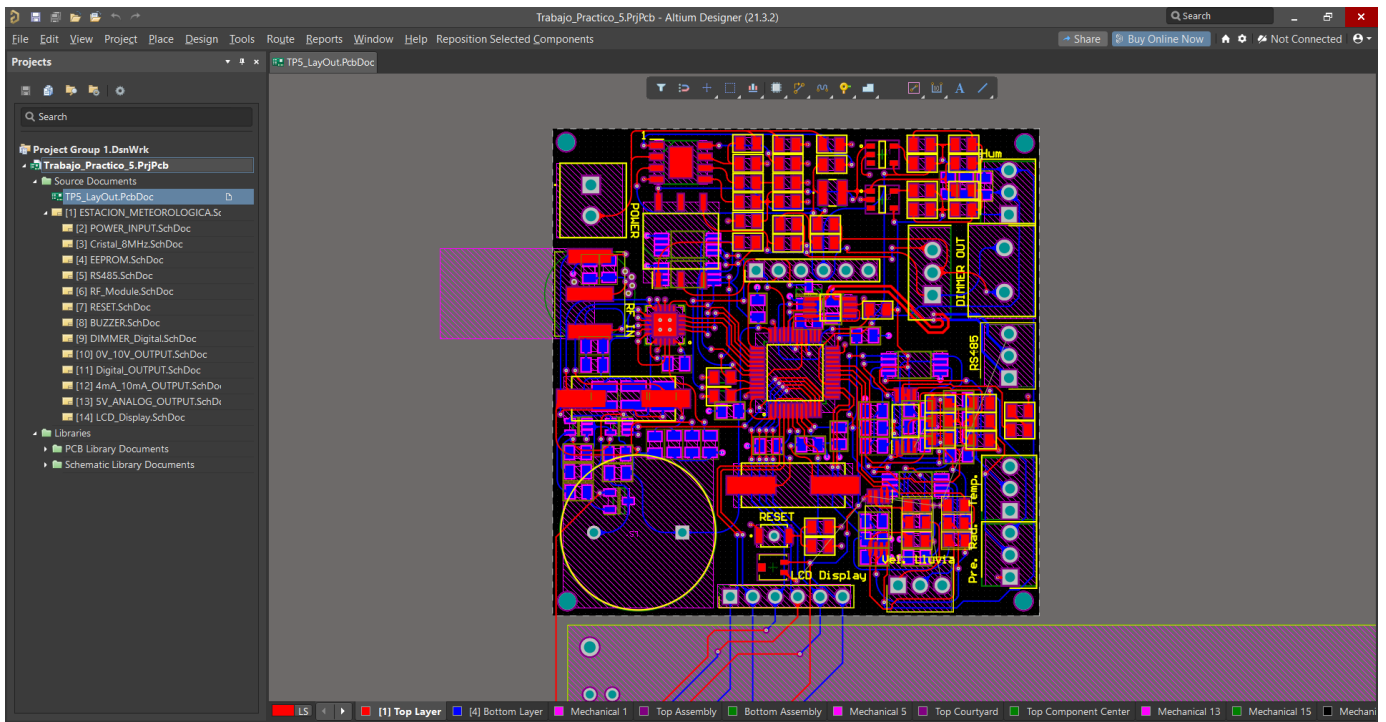 Trabajo_Practico_5.PrjPcb - Altium Designer (21.3.2)
Search
File Edit View Project Place Design Tools Route Reports Window Help Reposition Selected Components
Share
Buy Online Now
Not Connected
Projects
TP5_LayOut.PcbDoc
Search
Project Group 1.DsnWrk
Trabajo_Practico_5.PrjPcb
Source Documents
TP5_LayOut.PcbDoc
[1] ESTACION_METEOROLOGICA.Sc
[2] POWER_INPUT.SchDoc
[3] Cristal_8MHz.SchDoc
[4] EEPROM.SchDoc
[5] RS485.SchDoc
[6] RF_Module.SchDoc
[7] RESET.SchDoc
[8] BUZZER.SchDoc
[9] DIMMER_Digital.SchDoc
[10] 0V_10V_OUTPUT.SchDoc
[11] Digital_OUTPUT.SchDoc
[12] 4mA_10mA_OUTPUT.SchDo
[13] 5V_ANALOG_OUTPUT.SchDo
[14] LCD_Display.SchDoc
Libraries
PCB Library Documents
Schematic Library Documents
1
Hum
POWER
DIMMER OUT
RF IN
RS485
Temp.
RESET
Rad.
Vel. Lluvia
LCD Display
Pre.
LS
[1] Top Layer
[4] Bottom Layer
Mechanical 1
Top Assembly
Bottom Assembly
Mechanical 5
Top Courtyard
Top Component Center
Mechanical 13
Mechanical 15
Mechani